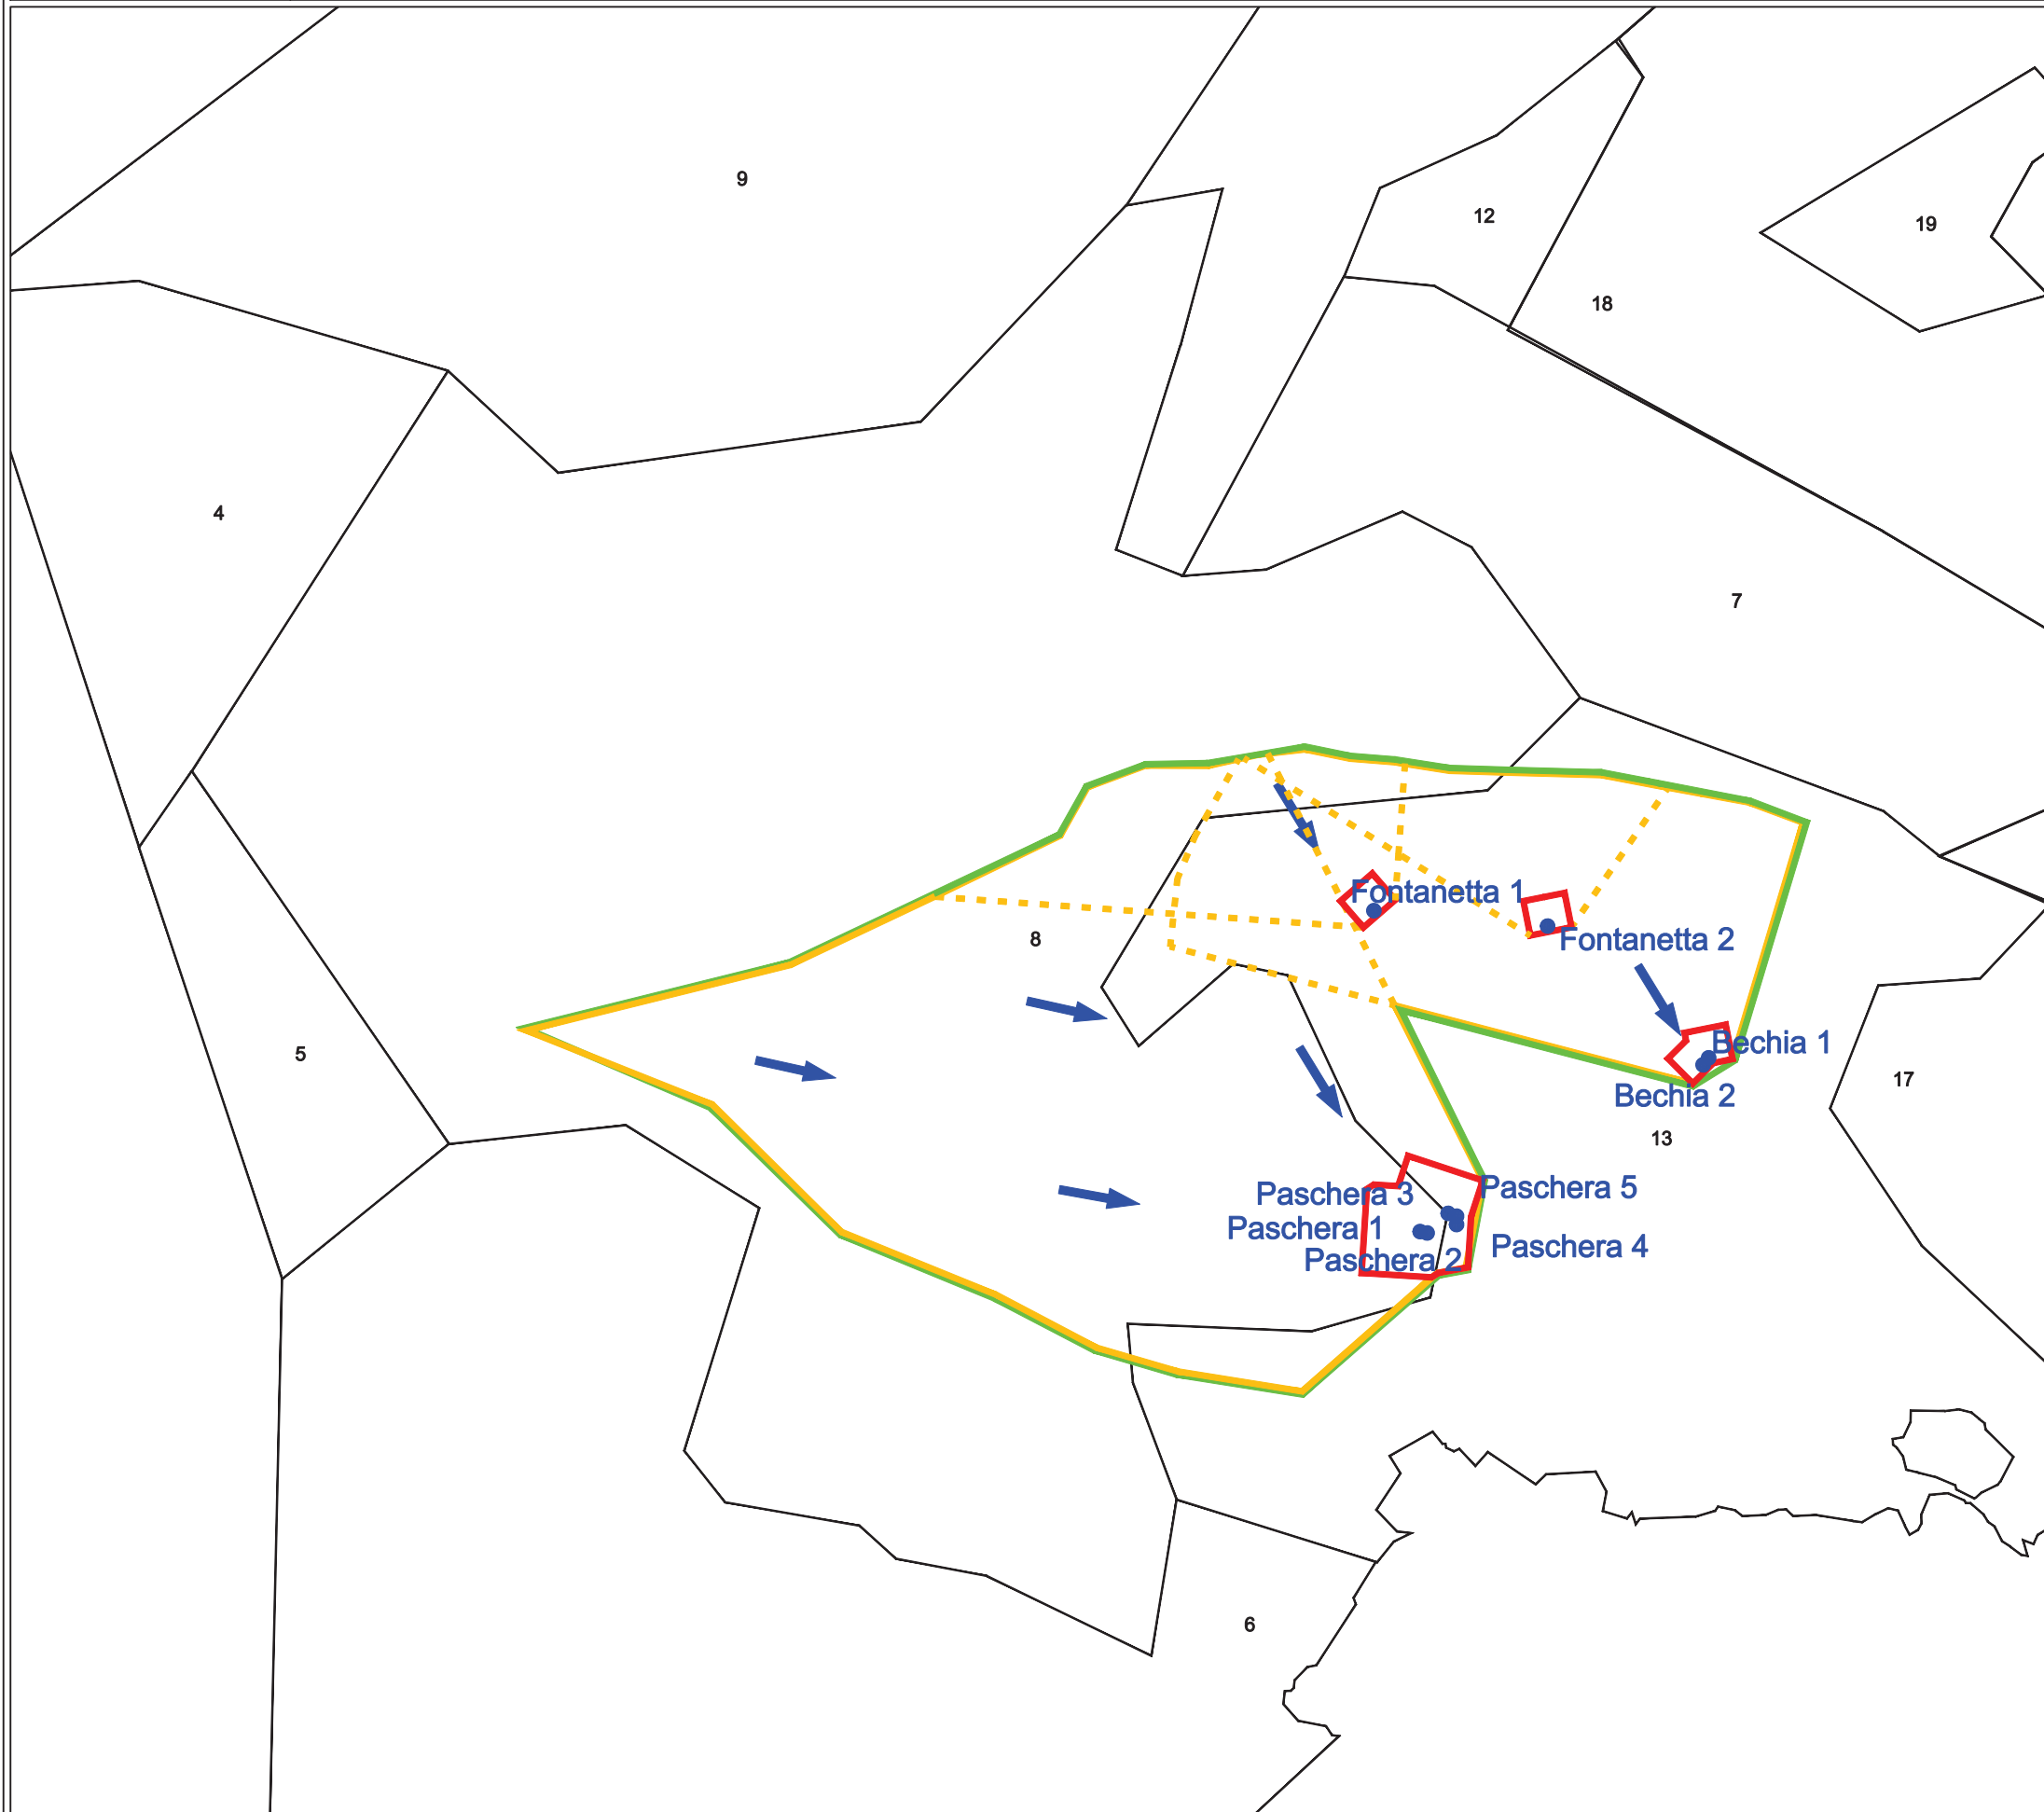 9
12
19
18
4
7
Fontanetta 1
8
Fontanetta 2
5
Bechia 1
17
Bechia 2
13
Paschera 3
Paschera 5
Paschera 1
Paschera 4
Paschera 2
6